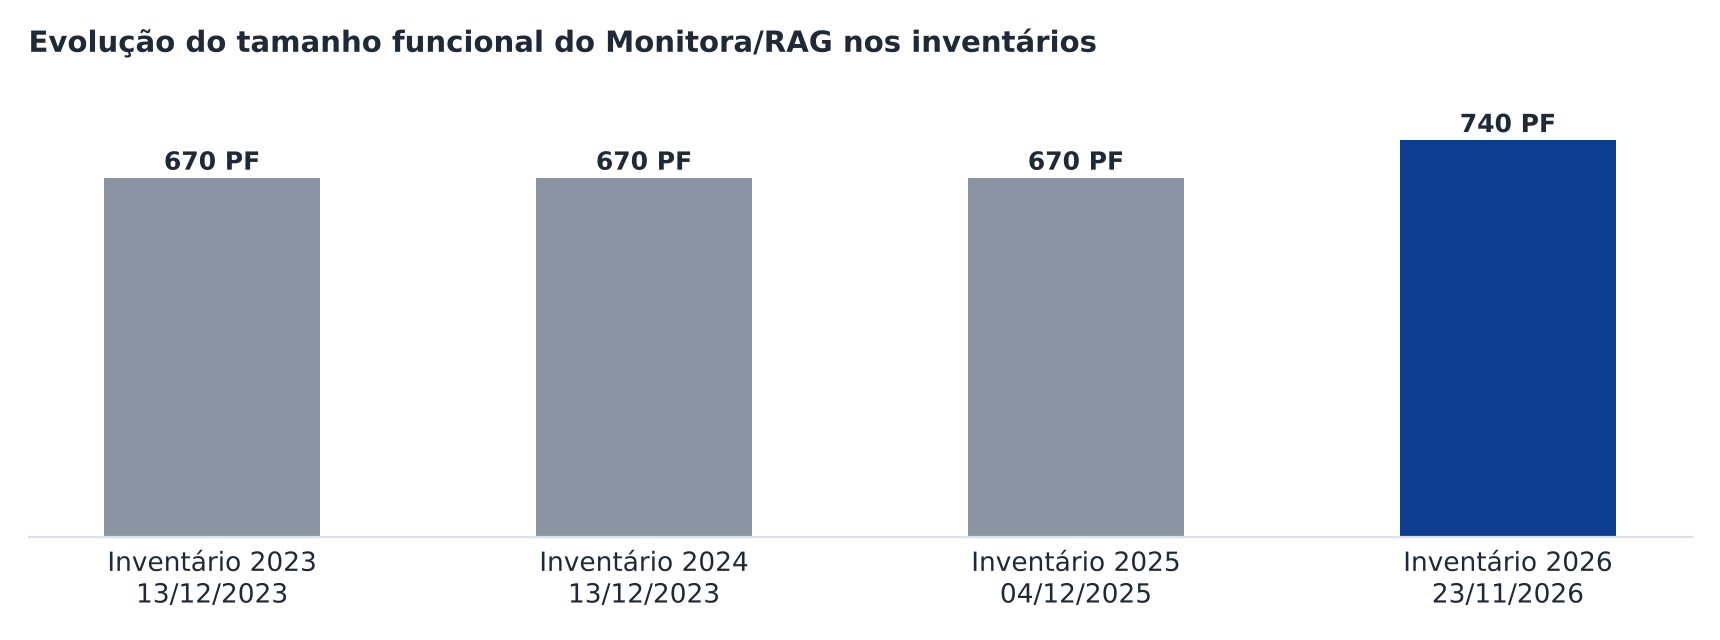 Evolução do tamanho funcional do Monitora/RAG nos inventários
740 PF
670 PF 670 PF 670 PF
Inventário 2023 Inventário 2024 Inventário 2025 Inventário 2026
13/12/2023 13/12/2023 04/12/2025 23/11/2026